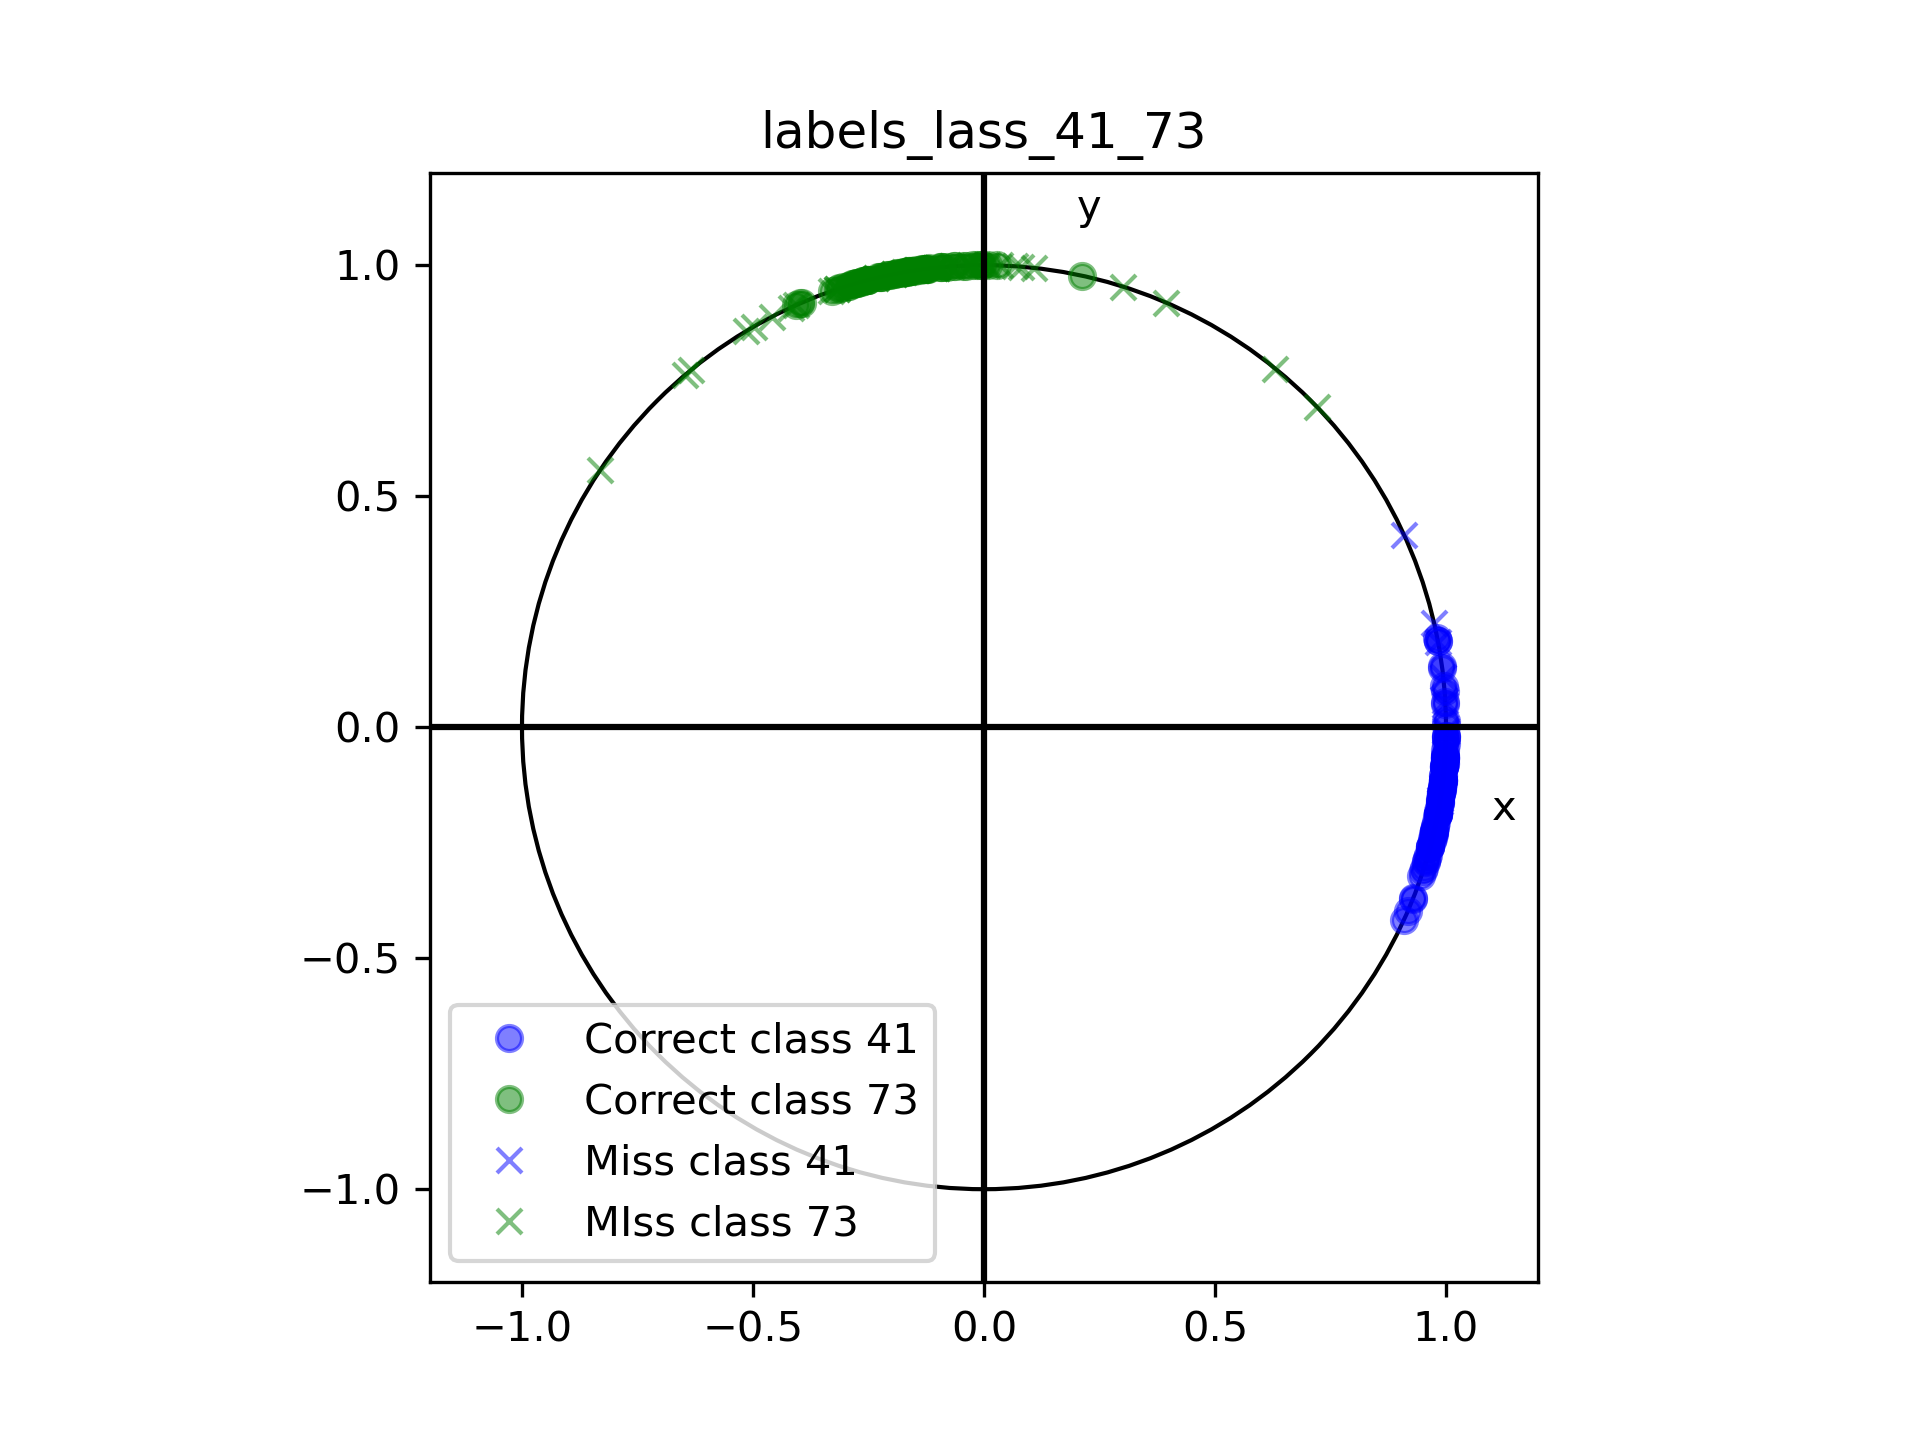 labels_lass_41_73
y
1.0
0.5
0.0
x
−0.5
−1.0
Correct class 41
Correct class 73
Miss class 41
MIss class 73
−1.0 −0.5 0.0 0.5 1.0